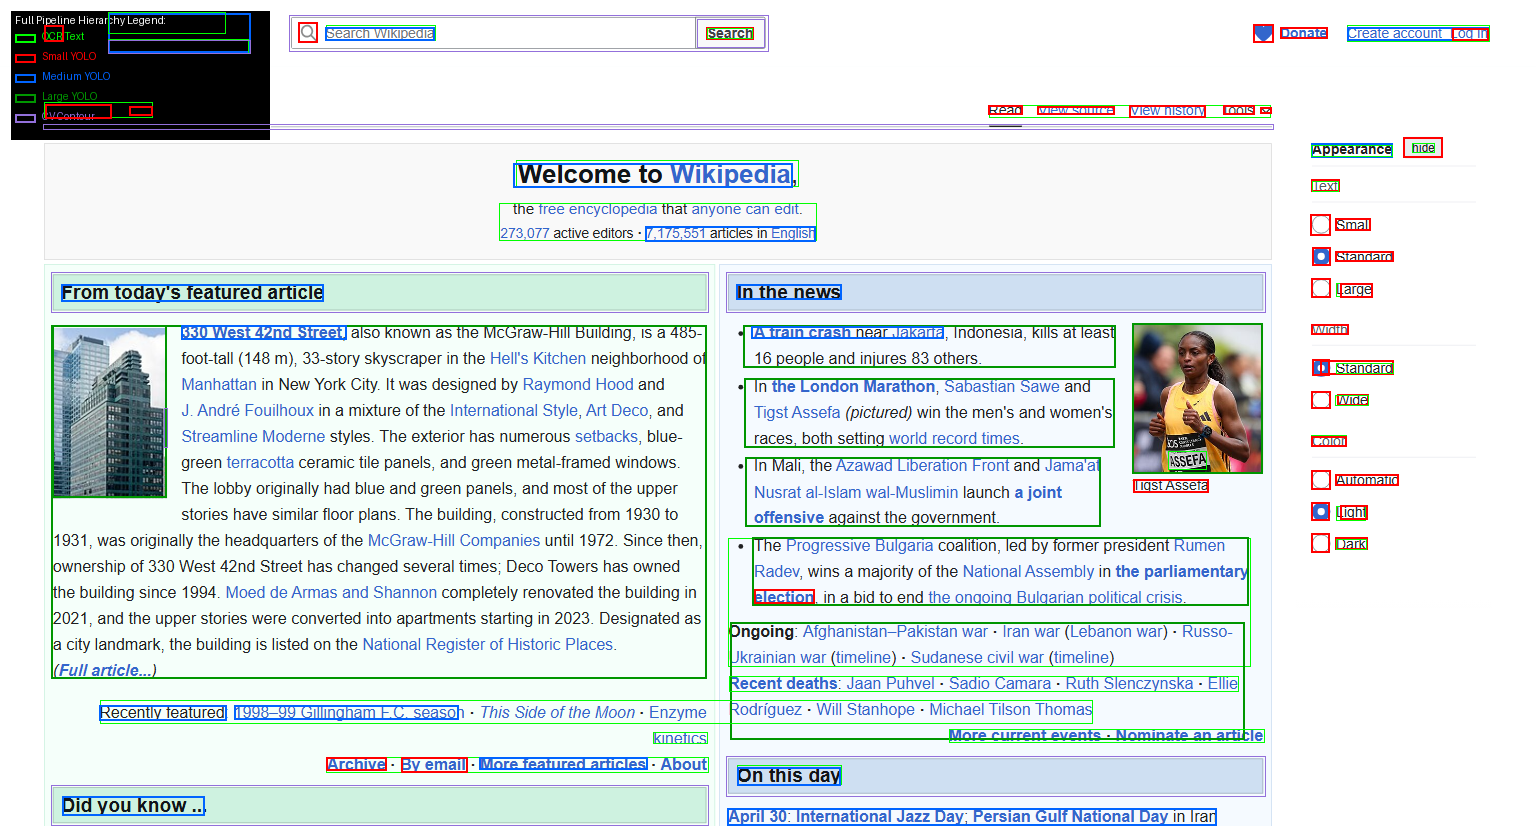 Full Pipeline Hierarchy Legend:
OCR Text
Small YOLO
Medium YOLO
Large YOLO
CVContour
Search Wikipedia
Search
Donate
Create account
Log in
Read
View source
View history
Tools
Welcome to Wikipedia,
the free encyclopedia that anyone can edit.
273,077 active editors · 7,175,551 articles in English
From today's featured article
330 West 42nd Street, also known as the McGraw-Hill Building, is a 485-
foot-tall (148 m), 33-story skyscraper in the Hell's Kitchen neighborhood of
Manhattan in New York City. It was designed by Raymond Hood and
J. André Fouilhoux in a mixture of the International Style, Art Deco, and
Streamline Moderne styles. The exterior has numerous setbacks, blue-
green terracotta ceramic tile panels, and green metal-framed windows.
The lobby originally had blue and green panels, and most of the upper
stories have similar floor plans. The building, constructed from 1930 to
1931, was originally the headquarters of the McGraw-Hill Companies until 1972. Since then,
ownership of 330 West 42nd Street has changed several times; Deco Towers has owned
the building since 1994. Moed de Armas and Shannon completely renovated the building in
2021, and the upper stories were converted into apartments starting in 2023. Designated as
a city landmark, the building is listed on the National Register of Historic Places.
(Full article...)
Recently featured: 1998–99 Gillingham F.C. season · This Side of the Moon · Enzyme
kinetics
Archive · By email · More featured articles · About
Did you know ...
In the news
• A train crash near Jakarta, Indonesia, kills at least
16 people and injures 83 others.
• In the London Marathon, Sabastian Sawe and
Tigst Assefa (pictured) win the men's and women's
races, both setting world record times.
• In Mali, the Azawad Liberation Front and Jama'at
Nusrat al-Islam wal-Muslimin launch a joint
offensive against the government.
• The Progressive Bulgaria coalition, led by former president Rumen
Radev, wins a majority of the National Assembly in the parliamentary
election, in a bid to end the ongoing Bulgarian political crisis.
ASSEFA
Tigst Assefa
Ongoing: Afghanistan–Pakistan war · Iran war (Lebanon war) · Russo-
Ukrainian war (timeline) · Sudanese civil war (timeline)
Recent deaths: Jaan Puhvel · Sadio Camara · Ruth Slenczynska · Ellie
Rodríguez · Will Stanhope · Michael Tilson Thomas
More current events · Nominate an article
On this day
April 30: International Jazz Day; Persian Gulf National Day in Iran
Appearance
hide
Text
Small
Standard
Large
Width
Standard
Wide
Color
Automatic
Light
Dark